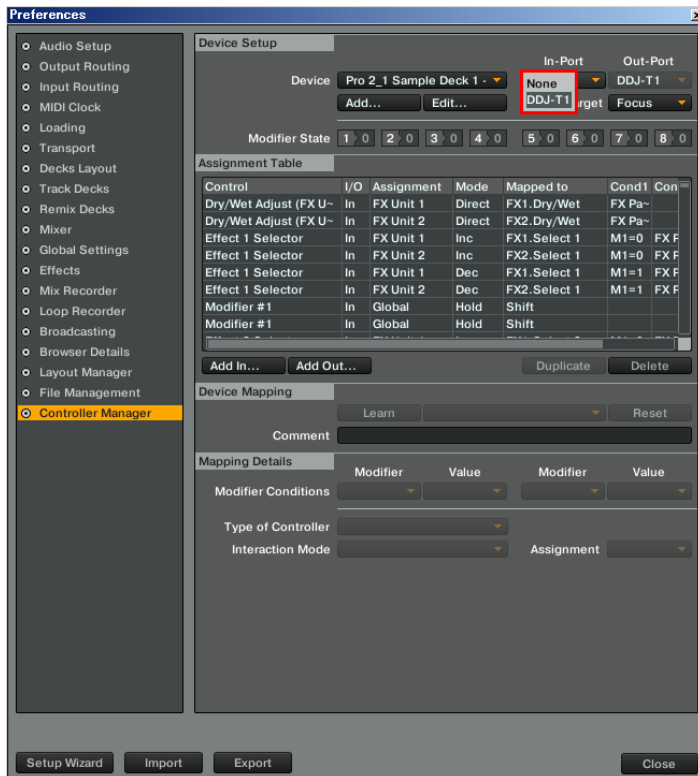 Preferences
Audio Setup
Output Routing
Input Routing
MIDI Clock
Loading
Transport
Decks Layout
Track Decks
Remix Decks
Mixer
Global Settings
Effects
Mix Recorder
Loop Recorder
Broadcasting
Browser Details
Layout Manager
File Management
Controller Manager
Device Setup
In-Port Out-Port
Device Pro 2_1 Sample Deck 1 - DDJ-T1
None
DDJ-T1
Add... Edit... rget Focus
Modifier State 1 0 2 0 3 0 4 0 5 0 6 0 7 0 8 0
Assignment Table
Control I/O Assignment Mode Mapped to Cond1 Con
Dry/Wet Adjust (FX U~ In FX Unit 1 Direct FX1.Dry/Wet FX Pa~
Dry/Wet Adjust (FX U~ In FX Unit 2 Direct FX2.Dry/Wet FX Pa~
Effect 1 Selector In FX Unit 1 Inc FX1.Select 1 M1=0 FX P
Effect 1 Selector In FX Unit 2 Inc FX2.Select 1 M1=0 FX P
Effect 1 Selector In FX Unit 1 Dec FX1.Select 1 M1=1 FX P
Effect 1 Selector In FX Unit 2 Dec FX2.Select 1 M1=1 FX P
Modifier #1 In Global Hold Shift
Modifier #1 In Global Hold Shift
Add In... Add Out... Duplicate Delete
Device Mapping
Learn Reset
Comment
Mapping Details
Modifier Value Modifier Value
Modifier Conditions
Type of Controller
Interaction Mode Assignment
Setup Wizard Import Export Close